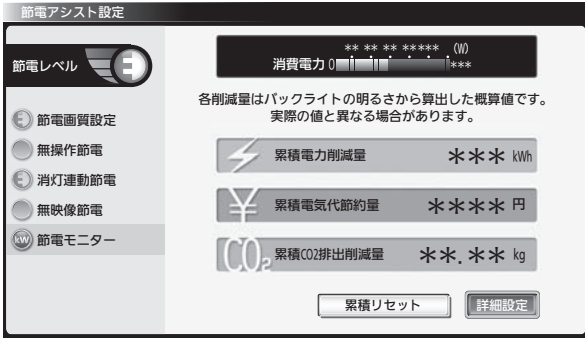 節電アシスト設定
節電レベル
節電画質設定
無操作節電
消灯連動節電
無映像節電
kW 節電モニター
** ** ** ***** (W)
消費電力 0 ***
各削減量はバックライトの明るさから算出した概算値です。
実際の値と異なる場合があります。
累積電力削減量 *** kWh
¥ 累積電気代節約量 **** 円
CO2 累積CO2排出削減量 **.** kg
累積リセット 詳細設定